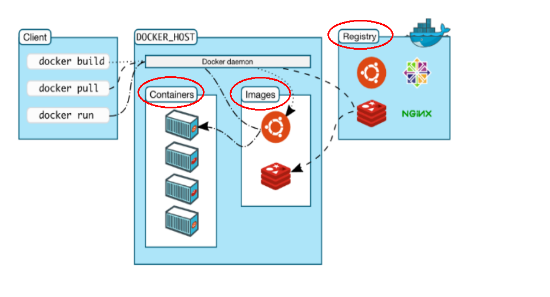 Client
docker build
docker pull
docker run
DOCKER_HOST
Docker daemon
Containers
Images
Registry
NGINX